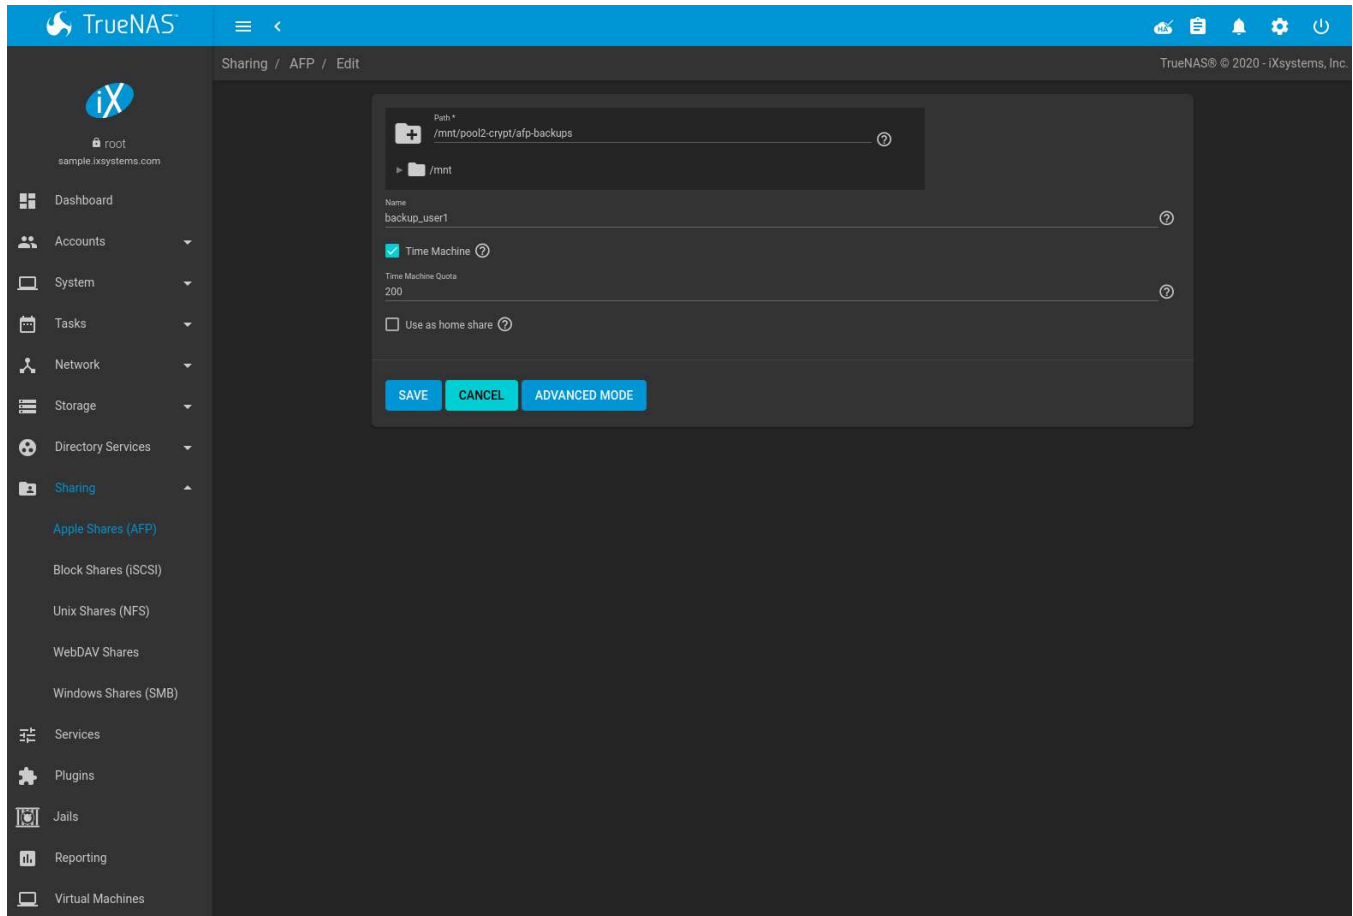 TrueNAS™
HA
Sharing / AFP / Edit
TrueNAS® © 2020 - iXsystems, Inc.
iX
root
sample.ixsystems.com
Dashboard
Accounts
System
Tasks
Network
Storage
Directory Services
Sharing
Apple Shares (AFP)
Block Shares (iSCSI)
Unix Shares (NFS)
WebDAV Shares
Windows Shares (SMB)
Services
Plugins
Jails
Reporting
Virtual Machines
Path *
/mnt/pool2-crypt/afp-backups
/mnt
Name
backup_user1
Time Machine
Time Machine Quota
200
Use as home share
SAVE CANCEL ADVANCED MODE